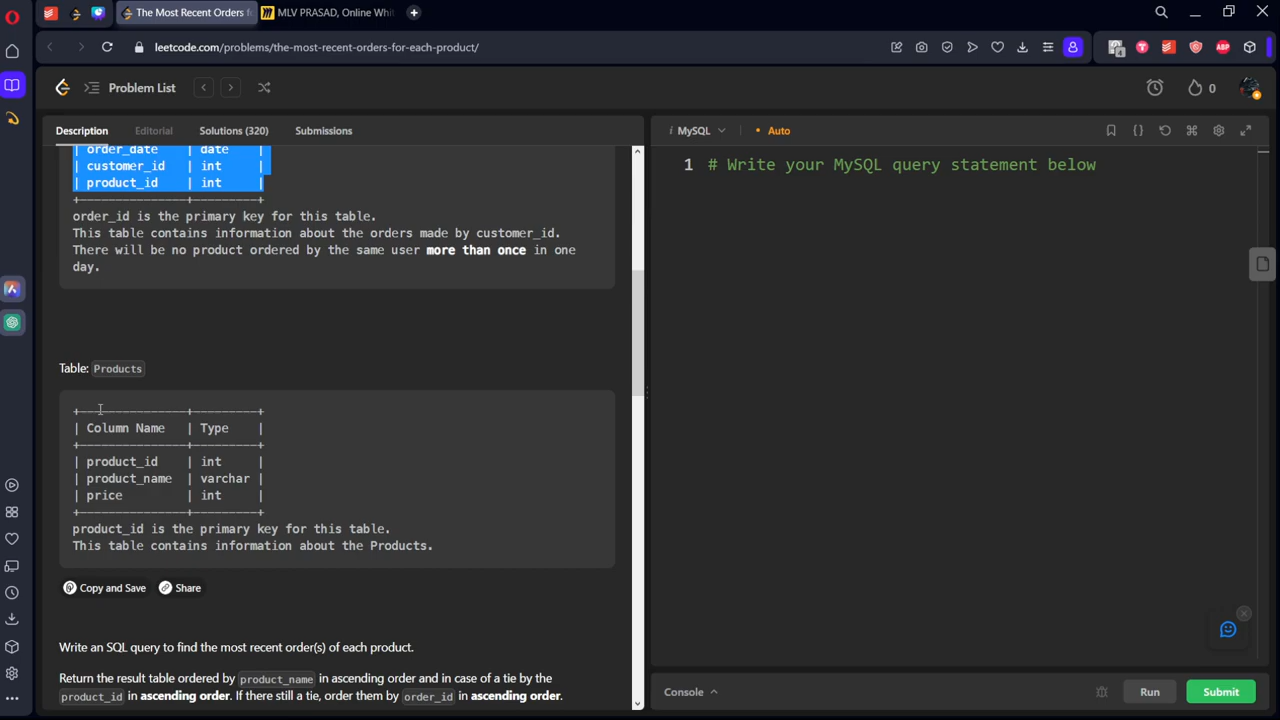 The Most Recent Orders f
MLV PRASAD, Online Whit
leetcode.com/problems/the-most-recent-orders-for-each-product/
ABP
Problem List
0
Description
Editorial
Solutions (320)
Submissions
| order_date | date |
| customer_id | int |
| product_id | int |
+-------------+---------+
order_id is the primary key for this table.
This table contains information about the orders made by customer_id.
There will be no product ordered by the same user more than once in one
day.
Table: Products
+--------------+---------+
| Column Name | Type |
+--------------+---------+
| product_id | int |
| product_name | varchar |
| price | int |
+--------------+---------+
product_id is the primary key for this table.
This table contains information about the Products.
Copy and Save
Share
Write an SQL query to find the most recent order(s) of each product.
Return the result table ordered by product_name in ascending order and in case of a tie by the
product_id in ascending order. If there still a tie, order them by order_id in ascending order.
i MySQL
• Auto
{}
1 # Write your MySQL query statement below
Console
Run
Submit